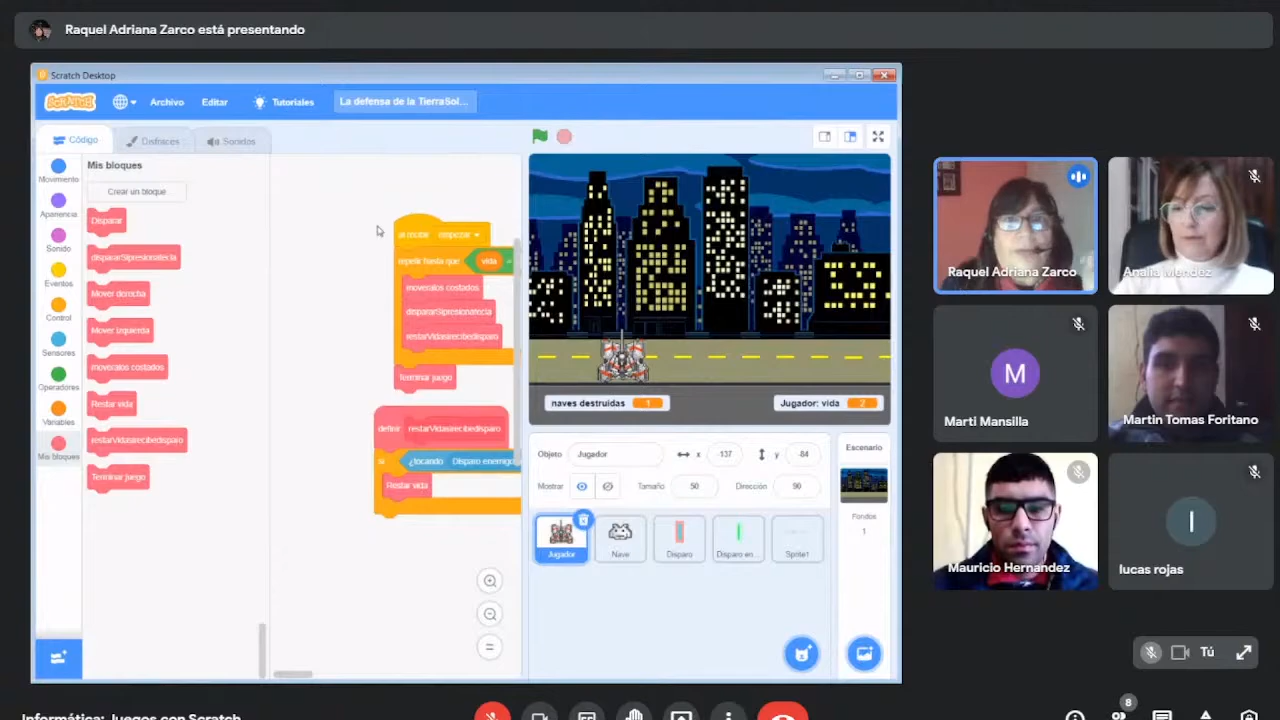 Raquel Adriana Zarco está presentando
Scratch Desktop
SCRATCH
Archivo
Editar
Tutoriales
La defensa de la TierraSol...
Código
Disfraces
Sonidos
Movimiento
Apariencia
Sonido
Eventos
Control
Sensores
Operadores
Variables
Mis bloques
Mis bloques
Crear un bloque
Disparar
dispararSipresionatecla
Mover derecha
Mover Izquierda
moveralos costados
Restar vida
restarVidasirecibedisparo
Terminar juego
al recibir empezar
repetir hasta que vida =
moveralos costados
dispararSipresionatecla
restarVidasirecibedisparo
Terminar juego
definir restarVidasirecibedisparo
si ¿tocando Disparo enemigo
Restar vida
naves destruidas 1
Jugador: vida 2
Objeto Jugador x -137 y -84
Mostrar Tamaño 50 Dirección 90
Jugador
Nave
Disparo
Disparo en...
Sprite1
Escenario
Fondos
1
Raquel Adriana Zarco
Analia Mendez
M
Marti Mansilla
Martin Tomas Foritano
Mauricio Hernandez
I
lucas rojas
Tú
8
Informática: Juegos con Scratch